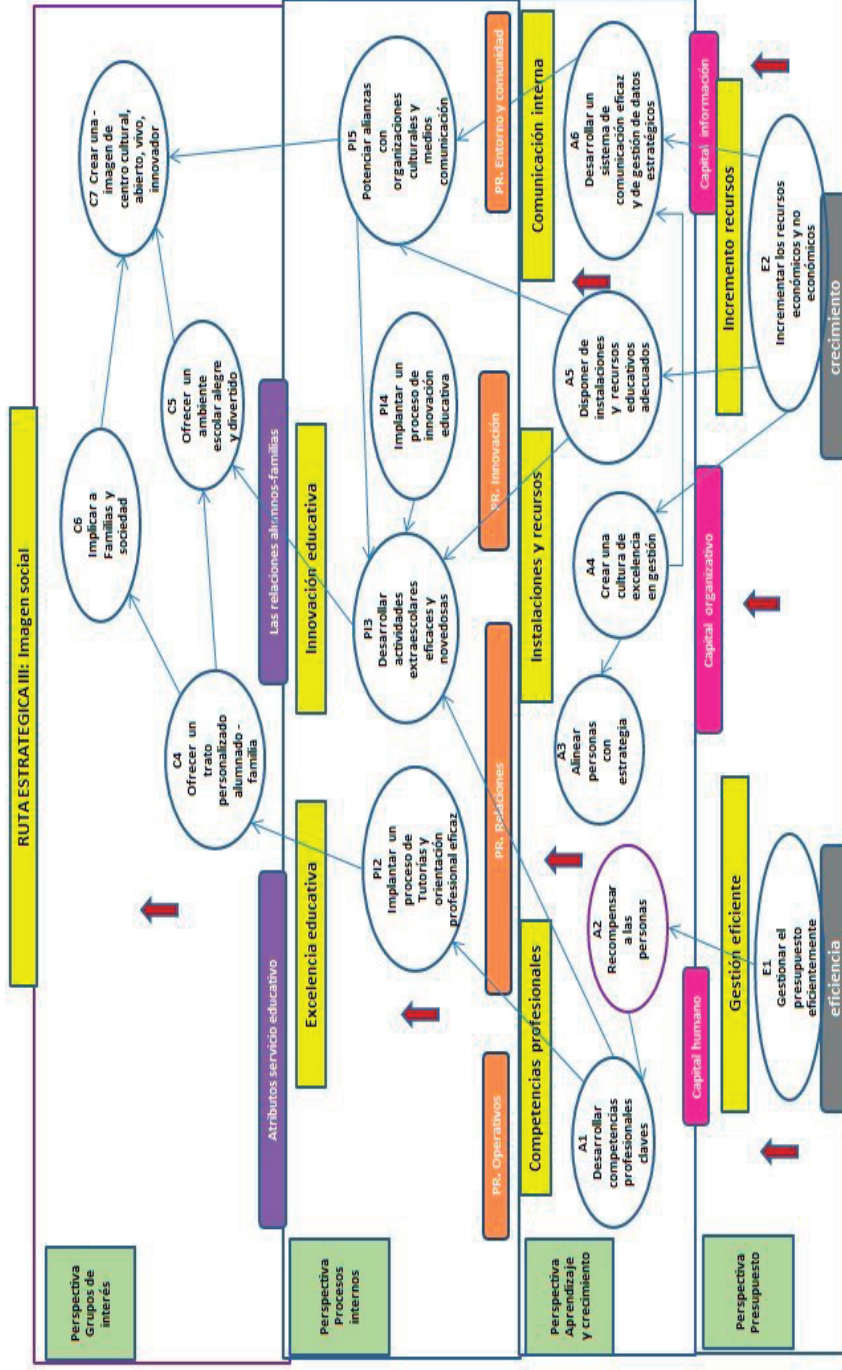 RUTA ESTRATEGICA III: Imagen social
Perspectiva
Grupos de
interés
C4
Ofrecer un
trato
personalizado
alumnado -
familia
C6
Implicar a
Familias y
sociedad
C5
Ofrecer un
ambiente
escolar alegre
y divertido
C7 Crear una -
imagen de
centro cultural,
abierto, vivo,
innovador
Atributos servicio educativo
Las relaciones alumnos-familias
Perspectiva
Procesos
internos
Excelencia educativa
Innovación educativa
PI2
Implantar un
proceso de
Tutorías y
orientación
profesional eficaz
PI3
Desarrollar
actividades
extraescolares
eficaces y
novedosas
PI4
Implantar un
proceso de
innovación
educativa
PI5
Potenciar alianzas
con
organizaciones
culturales y
medios
comunicación
PR. Operativos
PR. Relaciones
PR. Innovación
PR. Entorno y comunidad
Perspectiva
Aprendizaje
y crecimiento
Competencias profesionales
Instalaciones y recursos
Comunicación interna
A1
Desarrollar
competencias
profesionales
claves
A2
Recompensar
a las
personas
A3
Alinear
personas con
estrategia
A4
Crear una
cultura de
excelencia
en gestión
A5
Disponer de
instalaciones
y recursos
educativos
adecuados
A6
Desarrollar un
sistema de
comunicación eficaz
y de gestión de datos
estratégicos
Capital humano
Capital organizativo
Capital información
Perspectiva
Presupuesto
Gestión eficiente
Incremento recursos
E1
Gestionar el
presupuesto
eficientemente
E2
Incrementar los recursos
económicos y no
económicos
eficiencia
crecimiento